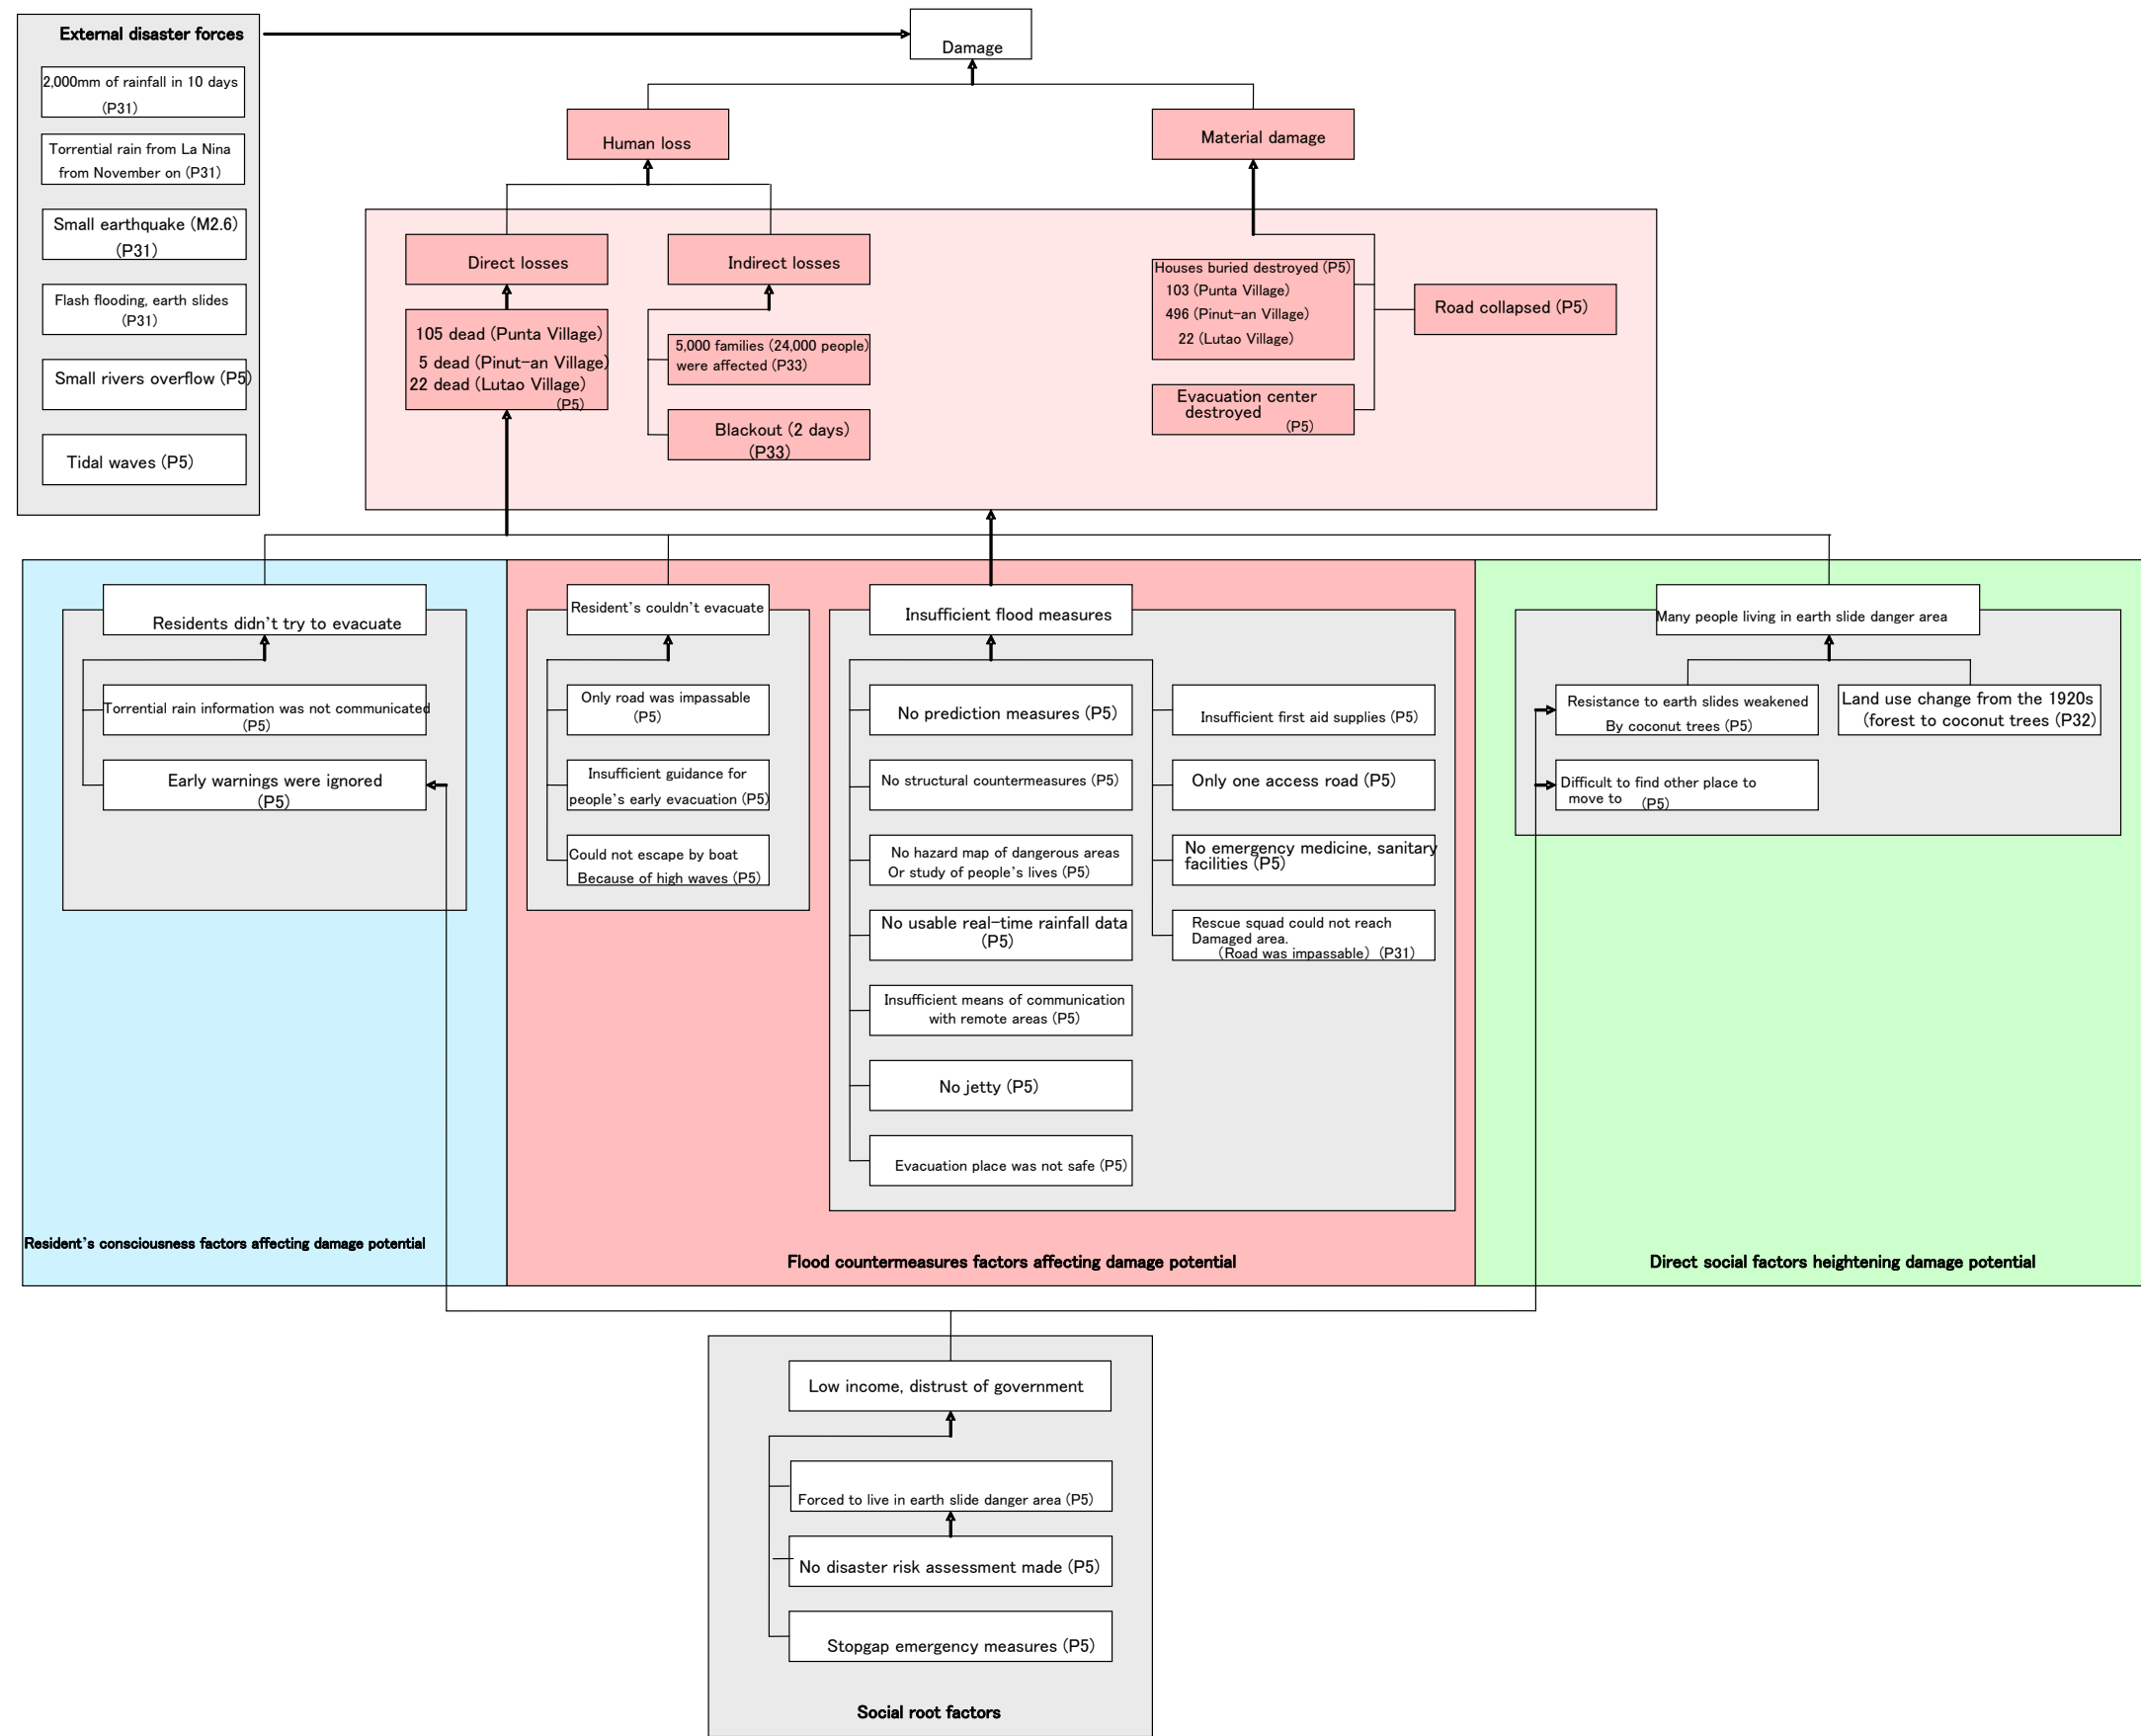 External disaster forces
2,000mm of rainfall in 10 days
(P31)
Torrential rain from La Nina
from November on (P31)
Small earthquake (M2.6)
(P31)
Flash flooding, earth slides
(P31)
Small rivers overflow (P5)
Tidal waves (P5)
Damage
Human loss
Material damage
Direct losses
105 dead (Punta Village)
5 dead (Pinut-an Village)
22 dead (Lutao Village)
(P5)
Indirect losses
5,000 families (24,000 people)
were affected (P33)
Blackout (2 days)
(P33)
Houses buried destroyed (P5)
103 (Punta Village)
496 (Pinut-an Village)
22 (Lutao Village)
Evacuation center
destroyed
(P5)
Road collapsed (P5)
Residents didn't try to evacuate
Torrential rain information was not communicated
(P5)
Early warnings were ignored
(P5)
Resident's consciousness factors affecting damage potential
Resident's couldn't evacuate
Only road was impassable
(P5)
Insufficient guidance for
people's early evacuation (P5)
Could not escape by boat
Because of high waves (P5)
Insufficient flood measures
No prediction measures (P5)
No structural countermeasures (P5)
No hazard map of dangerous areas
Or study of people's lives (P5)
No usable real-time rainfall data
(P5)
Insufficient means of communication
with remote areas (P5)
No jetty (P5)
Evacuation place was not safe (P5)
Insufficient first aid supplies (P5)
Only one access road (P5)
No emergency medicine, sanitary
facilities (P5)
Rescue squad could not reach
Damaged area.
(Road was impassable) (P31)
Flood countermeasures factors affecting damage potential
Many people living in earth slide danger area
Resistance to earth slides weakened
By coconut trees (P5)
Land use change from the 1920s
(forest to coconut trees (P32)
Difficult to find other place to
move to (P5)
Direct social factors heightening damage potential
Low income, distrust of government
Forced to live in earth slide danger area (P5)
No disaster risk assessment made (P5)
Stopgap emergency measures (P5)
Social root factors